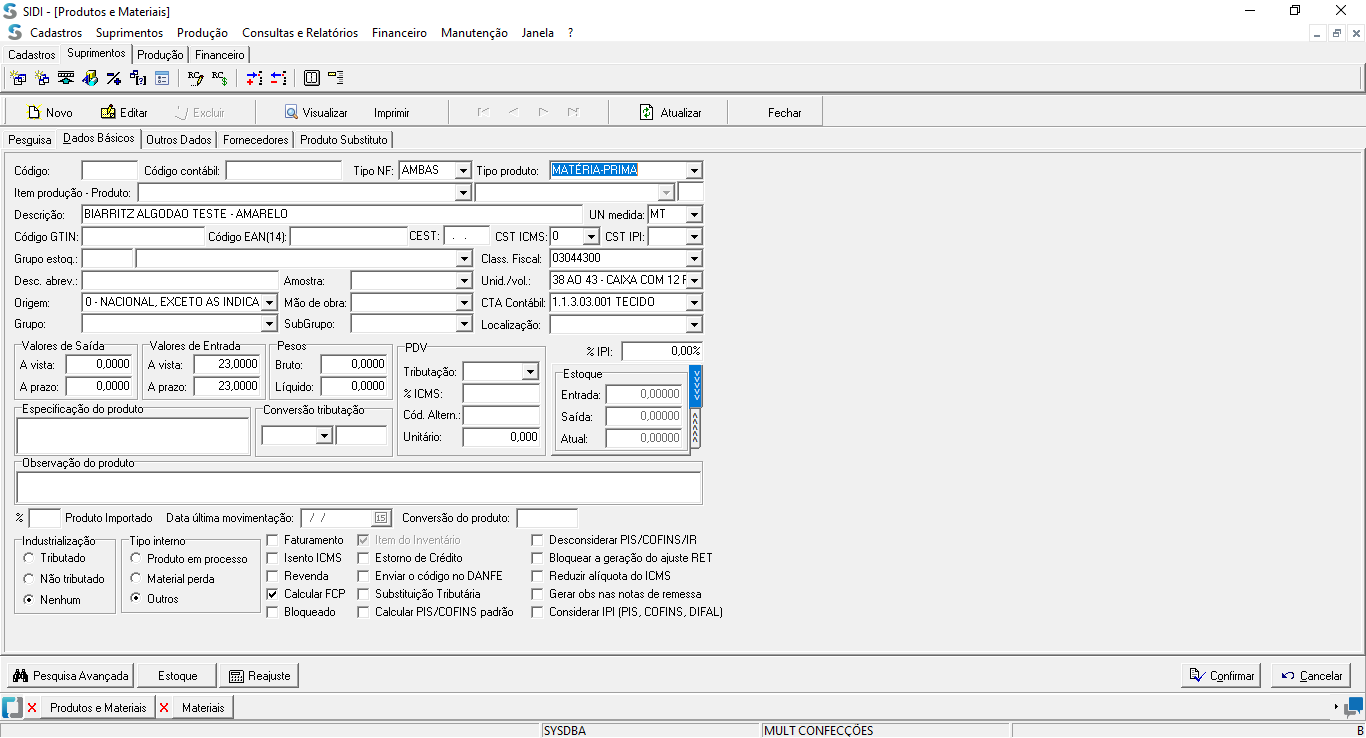 SIDI - [Produtos e Materiais]
Cadastros Suprimentos Produção Consultas e Relatórios Financeiro Manutenção Janela ?
Cadastros Suprimentos Produção Financeiro
Novo Editar Excluir Visualizar Imprimir Atualizar Fechar
Pesquisa Dados Básicos Outros Dados Fornecedores Produto Substituto
Código: Código contábil: Tipo NF: AMBAS Tipo produto: MATÉRIA-PRIMA
Item produção - Produto:
Descrição: BIARRITZ ALGODAO TESTE - AMARELO UN medida: MT
Código GTIN: Código EAN(14): CEST: . . CST ICMS: 0 CST IPI:
Grupo estoq.: Class. Fiscal: 03044300
Desc. abrev.: Amostra: Unid./vol.: 38 AO 43 - CAIXA COM 12 F
Origem: 0 - NACIONAL, EXCETO AS INDICA Mão de obra: CTA Contábil: 1.1.3.03.001 TECIDO
Grupo: SubGrupo: Localização:
Valores de Saída Valores de Entrada Pesos PDV % IPI: 0,00%
A vista: 0,0000 A vista: 23,0000 Bruto: 0,0000 Tributação: Estoque
A prazo: 0,0000 A prazo: 23,0000 Líquido: 0,0000 % ICMS: Entrada: 0,00000
Especificação do produto Conversão tributação Cód. Altern.: Saída: 0,00000
Unitário: 0,000 Atual: 0,00000
Observação do produto
% Produto Importado Data última movimentação: / / 15 Conversão do produto:
Industrialização Tipo interno Faturamento Item do Inventário Desconsiderar PIS/COFINS/IR
Tributado Produto em processo Isento ICMS Estorno de Crédito Bloquear a geração do ajuste RET
Não tributado Material perda Revenda Enviar o código no DANFE Reduzir alíquota do ICMS
Nenhum Outros Calcular FCP Substituição Tributária Gerar obs nas notas de remessa
Bloqueado Calcular PIS/COFINS padrão Considerar IPI (PIS, COFINS, DIFAL)
Pesquisa Avançada Estoque Reajuste Confirmar Cancelar
Produtos e Materiais Materiais
SYSDBA MULT CONFECÇÕES B